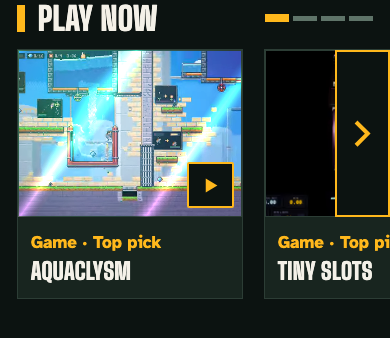 PLAY NOW
Game · Top pick
AQUACLYSM
Game · Top pi
TINY SLOTS